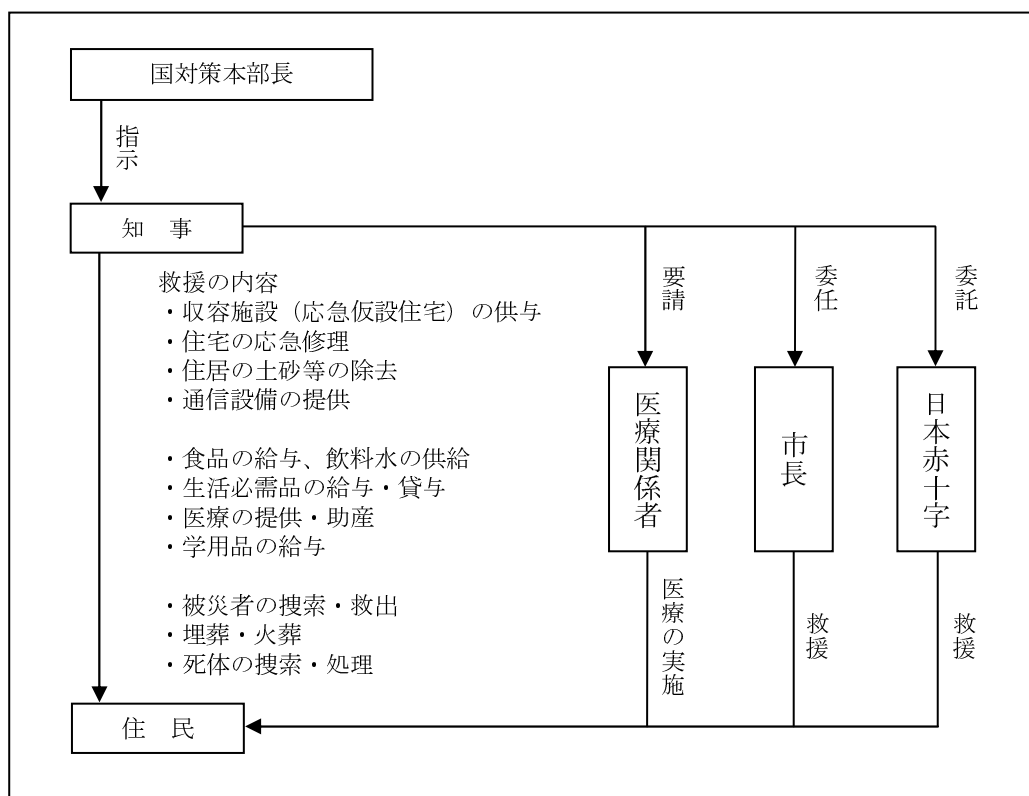 国対策本部長
指示
知　事
救援の内容
・収容施設（応急仮設住宅）の供与
・住宅の応急修理
・住居の土砂等の除去
・通信設備の提供
・食品の給与、飲料水の供給
・生活必需品の給与・貸与
・医療の提供・助産
・学用品の給与
・被災者の捜索・救出
・埋葬・火葬
・死体の捜索・処理
要請
委任
委託
医療関係者
市長
日本赤十字
医療の実施
救援
救援
住　民